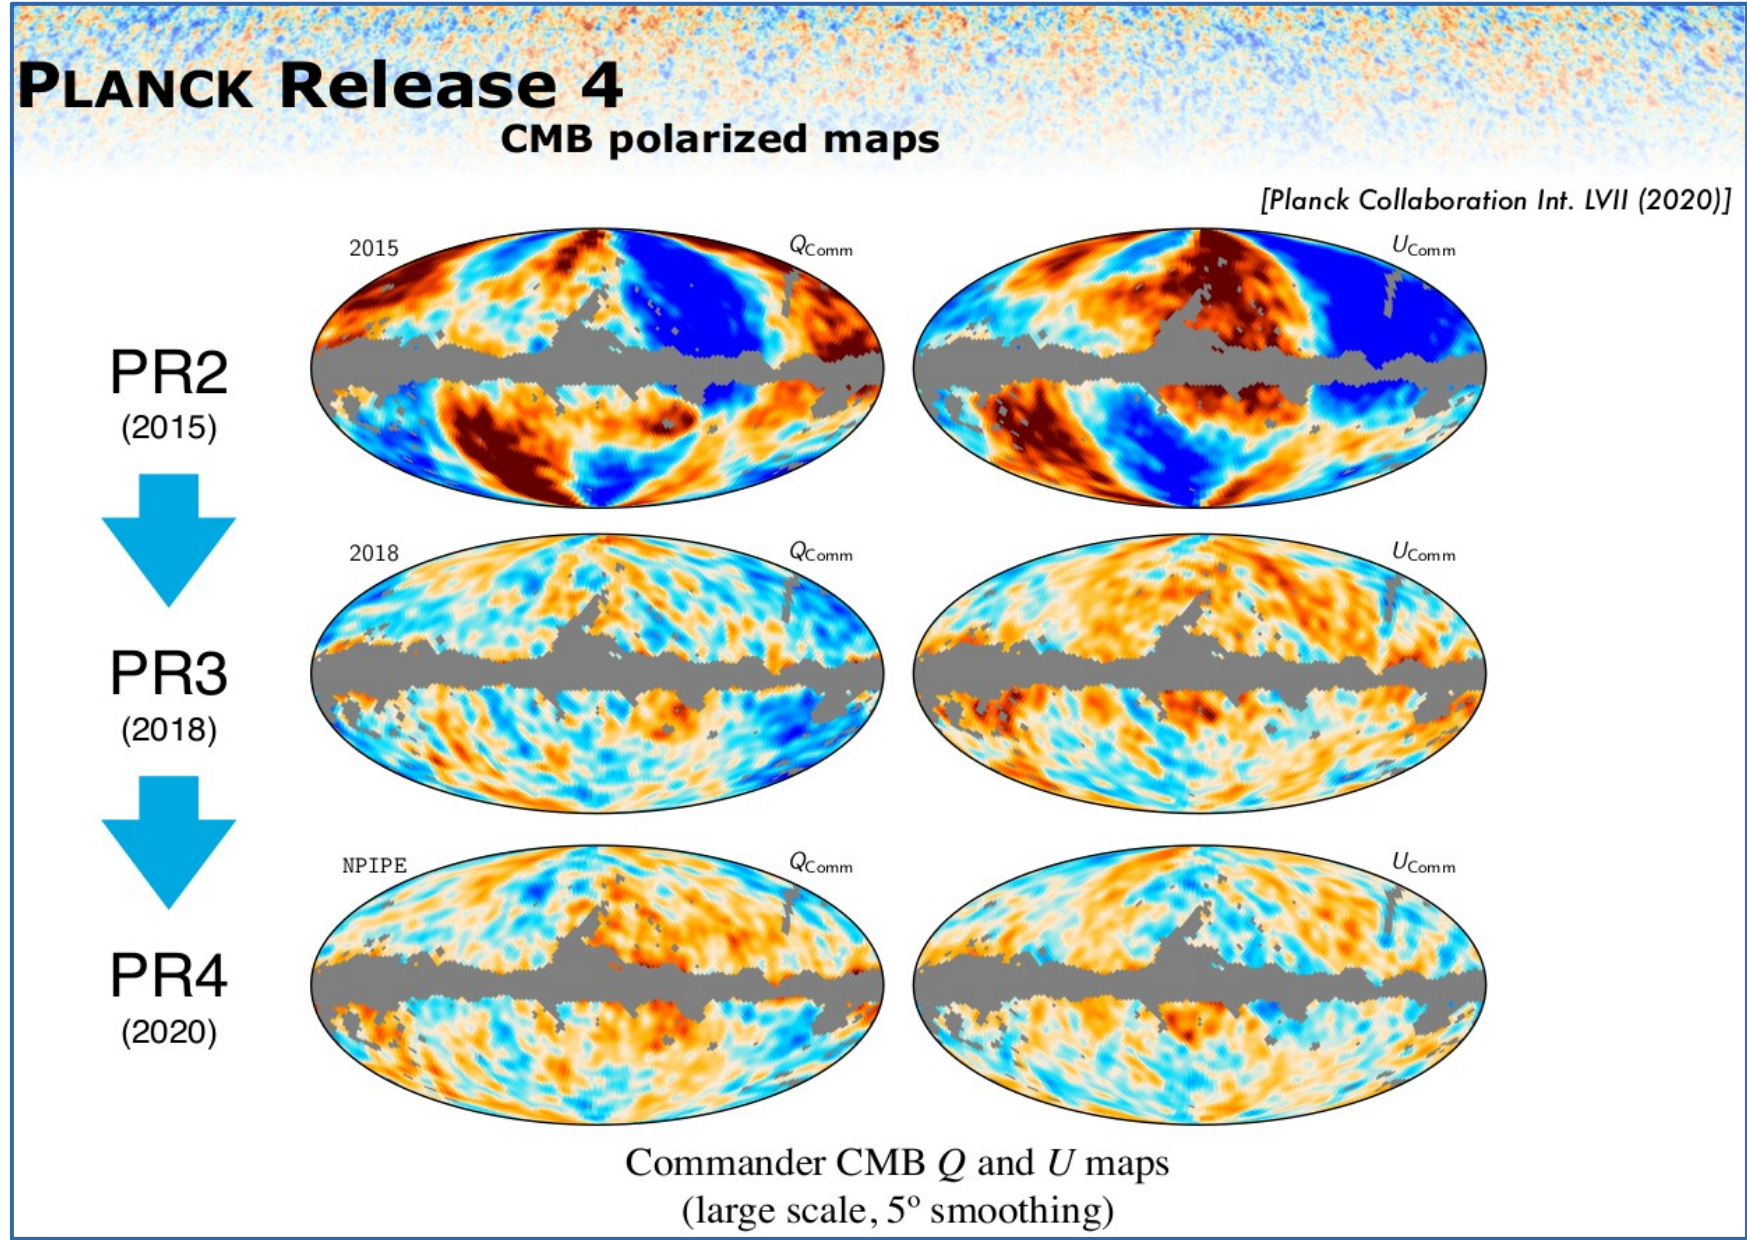 PLANCK Release 4
CMB polarized maps
[Planck Collaboration Int. LVII (2020)]
2015
QComm
UComm
PR2
(2015)
2018
QComm
UComm
PR3
(2018)
NPIPE
QComm
UComm
PR4
(2020)
Commander CMB Q and U maps
(large scale, 5º smoothing)